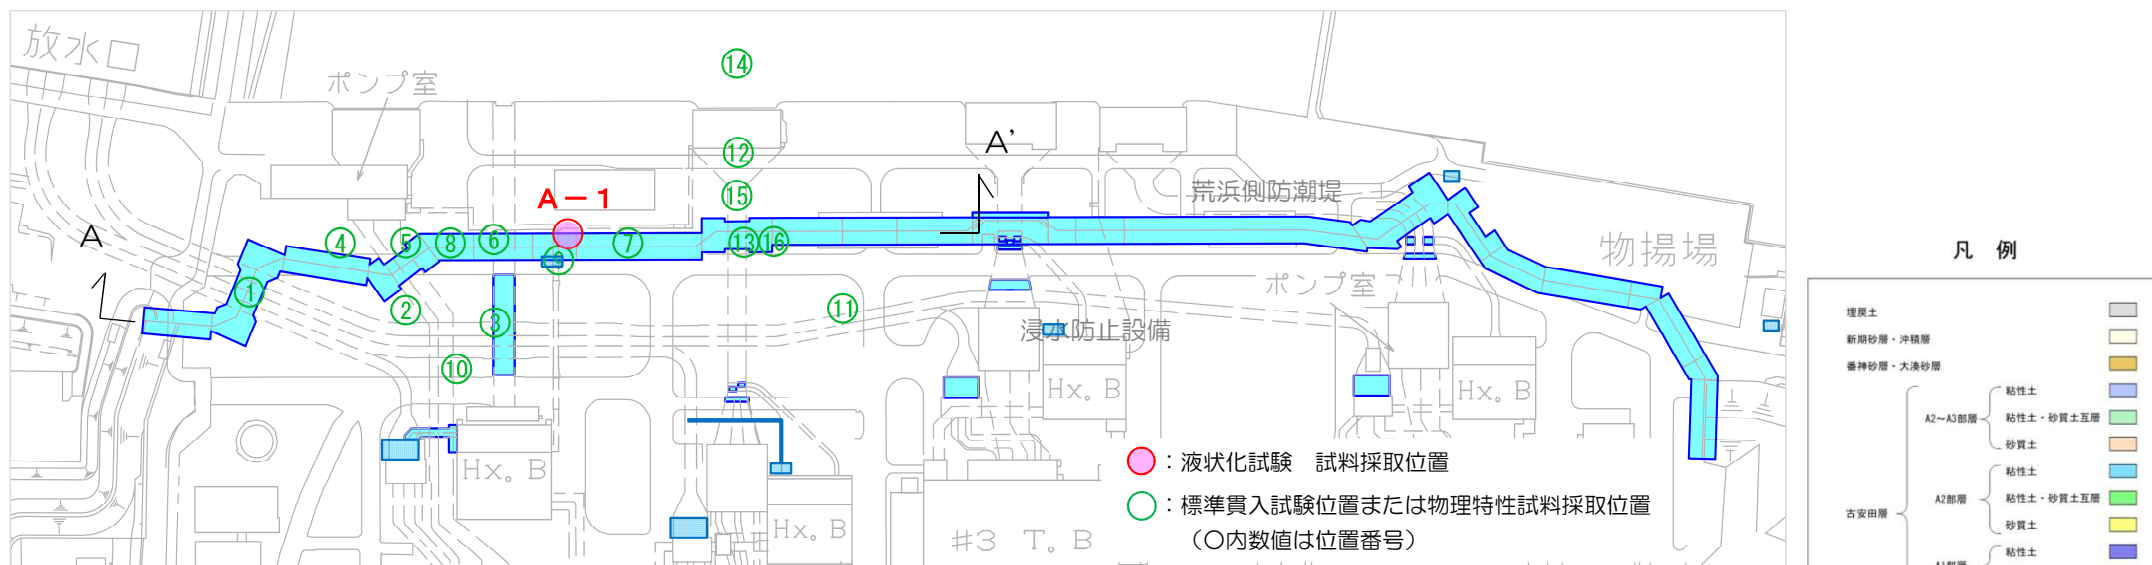 放水口
ポンプ室
⑭
A'
⑫
⑮
荒浜側防潮堤
A-1
A
④
⑤
⑧
⑥
⑦
⑬
⑯
物揚場
⑨
①
②
③
⑪
ポンプ室
浸水防止設備
⑩
Hx. B
Hx. B
Hx. B
Hx. B
#3 T. B
：液状化試験　試料採取位置
：標準貫入試験位置または物理特性試料採取位置
（〇内数値は位置番号）
凡 例
埋戻土
新期砂層・沖積層
番神砂層・大湊砂層
古安田層
A2～A3部層
粘性土
粘性土・砂質土互層
砂質土
A2部層
粘性土
粘性土・砂質土互層
砂質土
A1部層
粘性土